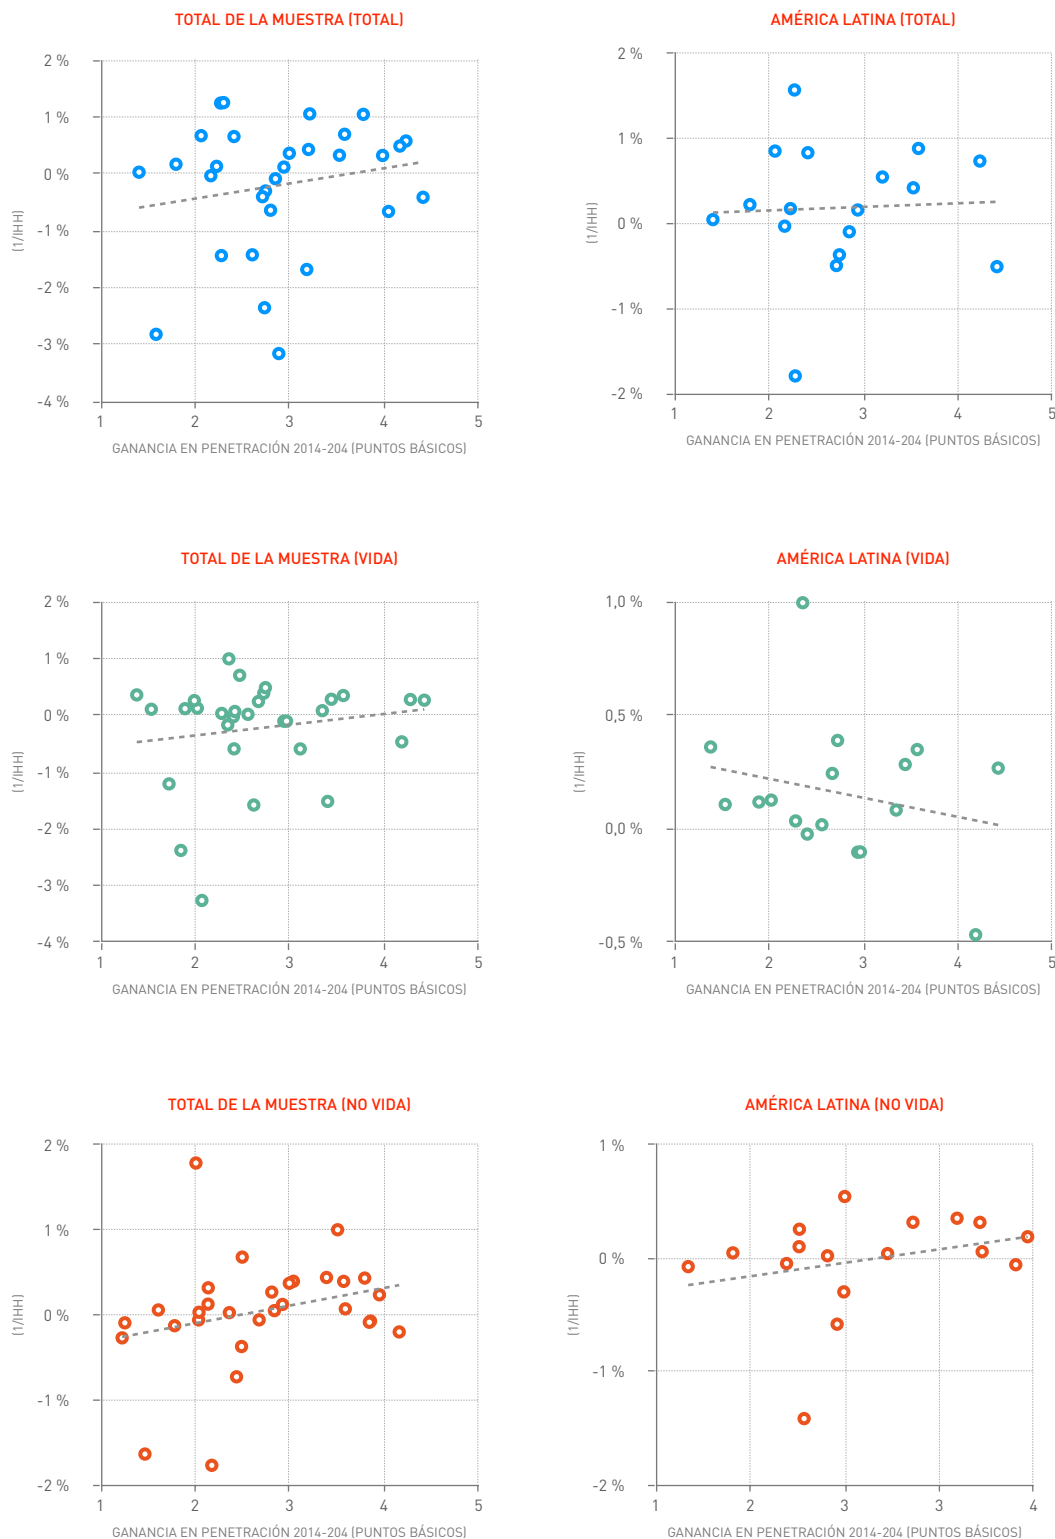 TOTAL DE LA MUESTRA (TOTAL)
2 %
1 %
0 %
-1 %
-2 %
-3 %
-4 %
(1/IHH)
1 2 3 4 5
GANANCIA EN PENETRACIÓN 2014-204 (PUNTOS BÁSICOS)
AMÉRICA LATINA (TOTAL)
2 %
1 %
0 %
-1 %
-2 %
(1/IHH)
1 2 3 4 5
GANANCIA EN PENETRACIÓN 2014-204 (PUNTOS BÁSICOS)
TOTAL DE LA MUESTRA (VIDA)
2 %
1 %
0 %
-1 %
-2 %
-3 %
-4 %
(1/IHH)
1 2 3 4 5
GANANCIA EN PENETRACIÓN 2014-204 (PUNTOS BÁSICOS)
AMÉRICA LATINA (VIDA)
1,0 %
0,5 %
0,0 %
-0,5 %
(1/IHH)
1 2 3 4 5
GANANCIA EN PENETRACIÓN 2014-204 (PUNTOS BÁSICOS)
TOTAL DE LA MUESTRA (NO VIDA)
2 %
1 %
0 %
-1 %
-2 %
(1/IHH)
1 2 3 4 5
GANANCIA EN PENETRACIÓN 2014-204 (PUNTOS BÁSICOS)
AMÉRICA LATINA (NO VIDA)
1 %
0 %
-1 %
-2 %
(1/IHH)
1 2 3 3 4
GANANCIA EN PENETRACIÓN 2014-204 (PUNTOS BÁSICOS)